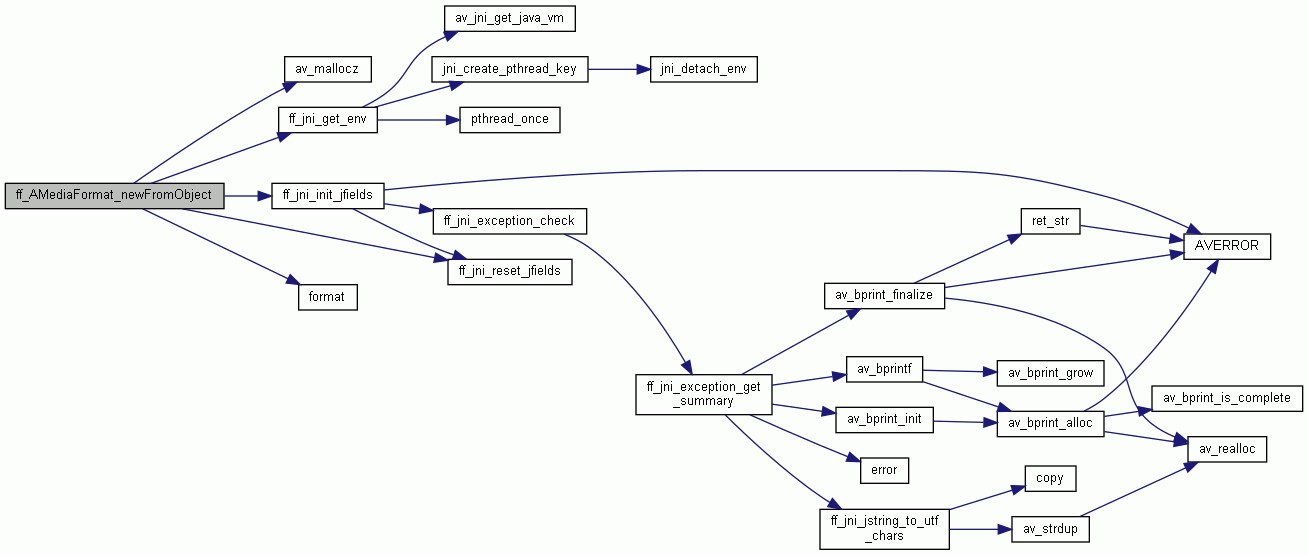 av_jni_get_java_vm
av_mallocz
jni_create_pthread_key
jni_detach_env
ff_jni_get_env
pthread_once
ff_AMediaFormat_newFromObject
ff_jni_init_jfields
ff_jni_exception_check
ret_str
AVERROR
ff_jni_reset_jfields
format
av_bprint_finalize
ff_jni_exception_get
_summary
av_bprintf
av_bprint_grow
av_bprint_is_complete
av_bprint_init
av_bprint_alloc
av_realloc
error
copy
ff_jni_jstring_to_utf
_chars
av_strdup